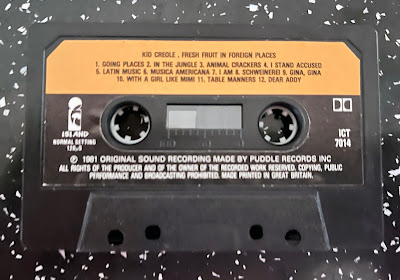 KID CREOLE . FRESH FRUIT IN FOREIGN PLACES
1. GOING PLACES 2. IN THE JUNGLE 3. ANIMAL CRACKERS 4. I STAND ACCUSED
5. LATIN MUSIC 6. MUSICA AMERICANA 7. I AM 8. SCHWEINEREI 9. GINA, GINA
10. WITH A GIRL LIKE MIMI 11. TABLE MANNERS 12. DEAR ADDY
ISLAND
NORMAL SETTING
120µS
ICT
7014
℗ 1981 ORIGINAL SOUND RECORDING MADE BY PUDDLE RECORDS INC
ALL RIGHTS OF THE PRODUCER AND OF THE OWNER OF THE RECORDED WORK RESERVED. COPYING, PUBLIC
PERFORMANCE AND BROADCASTING PROHIBITED. MADE PRINTED IN GREAT BRITAIN.